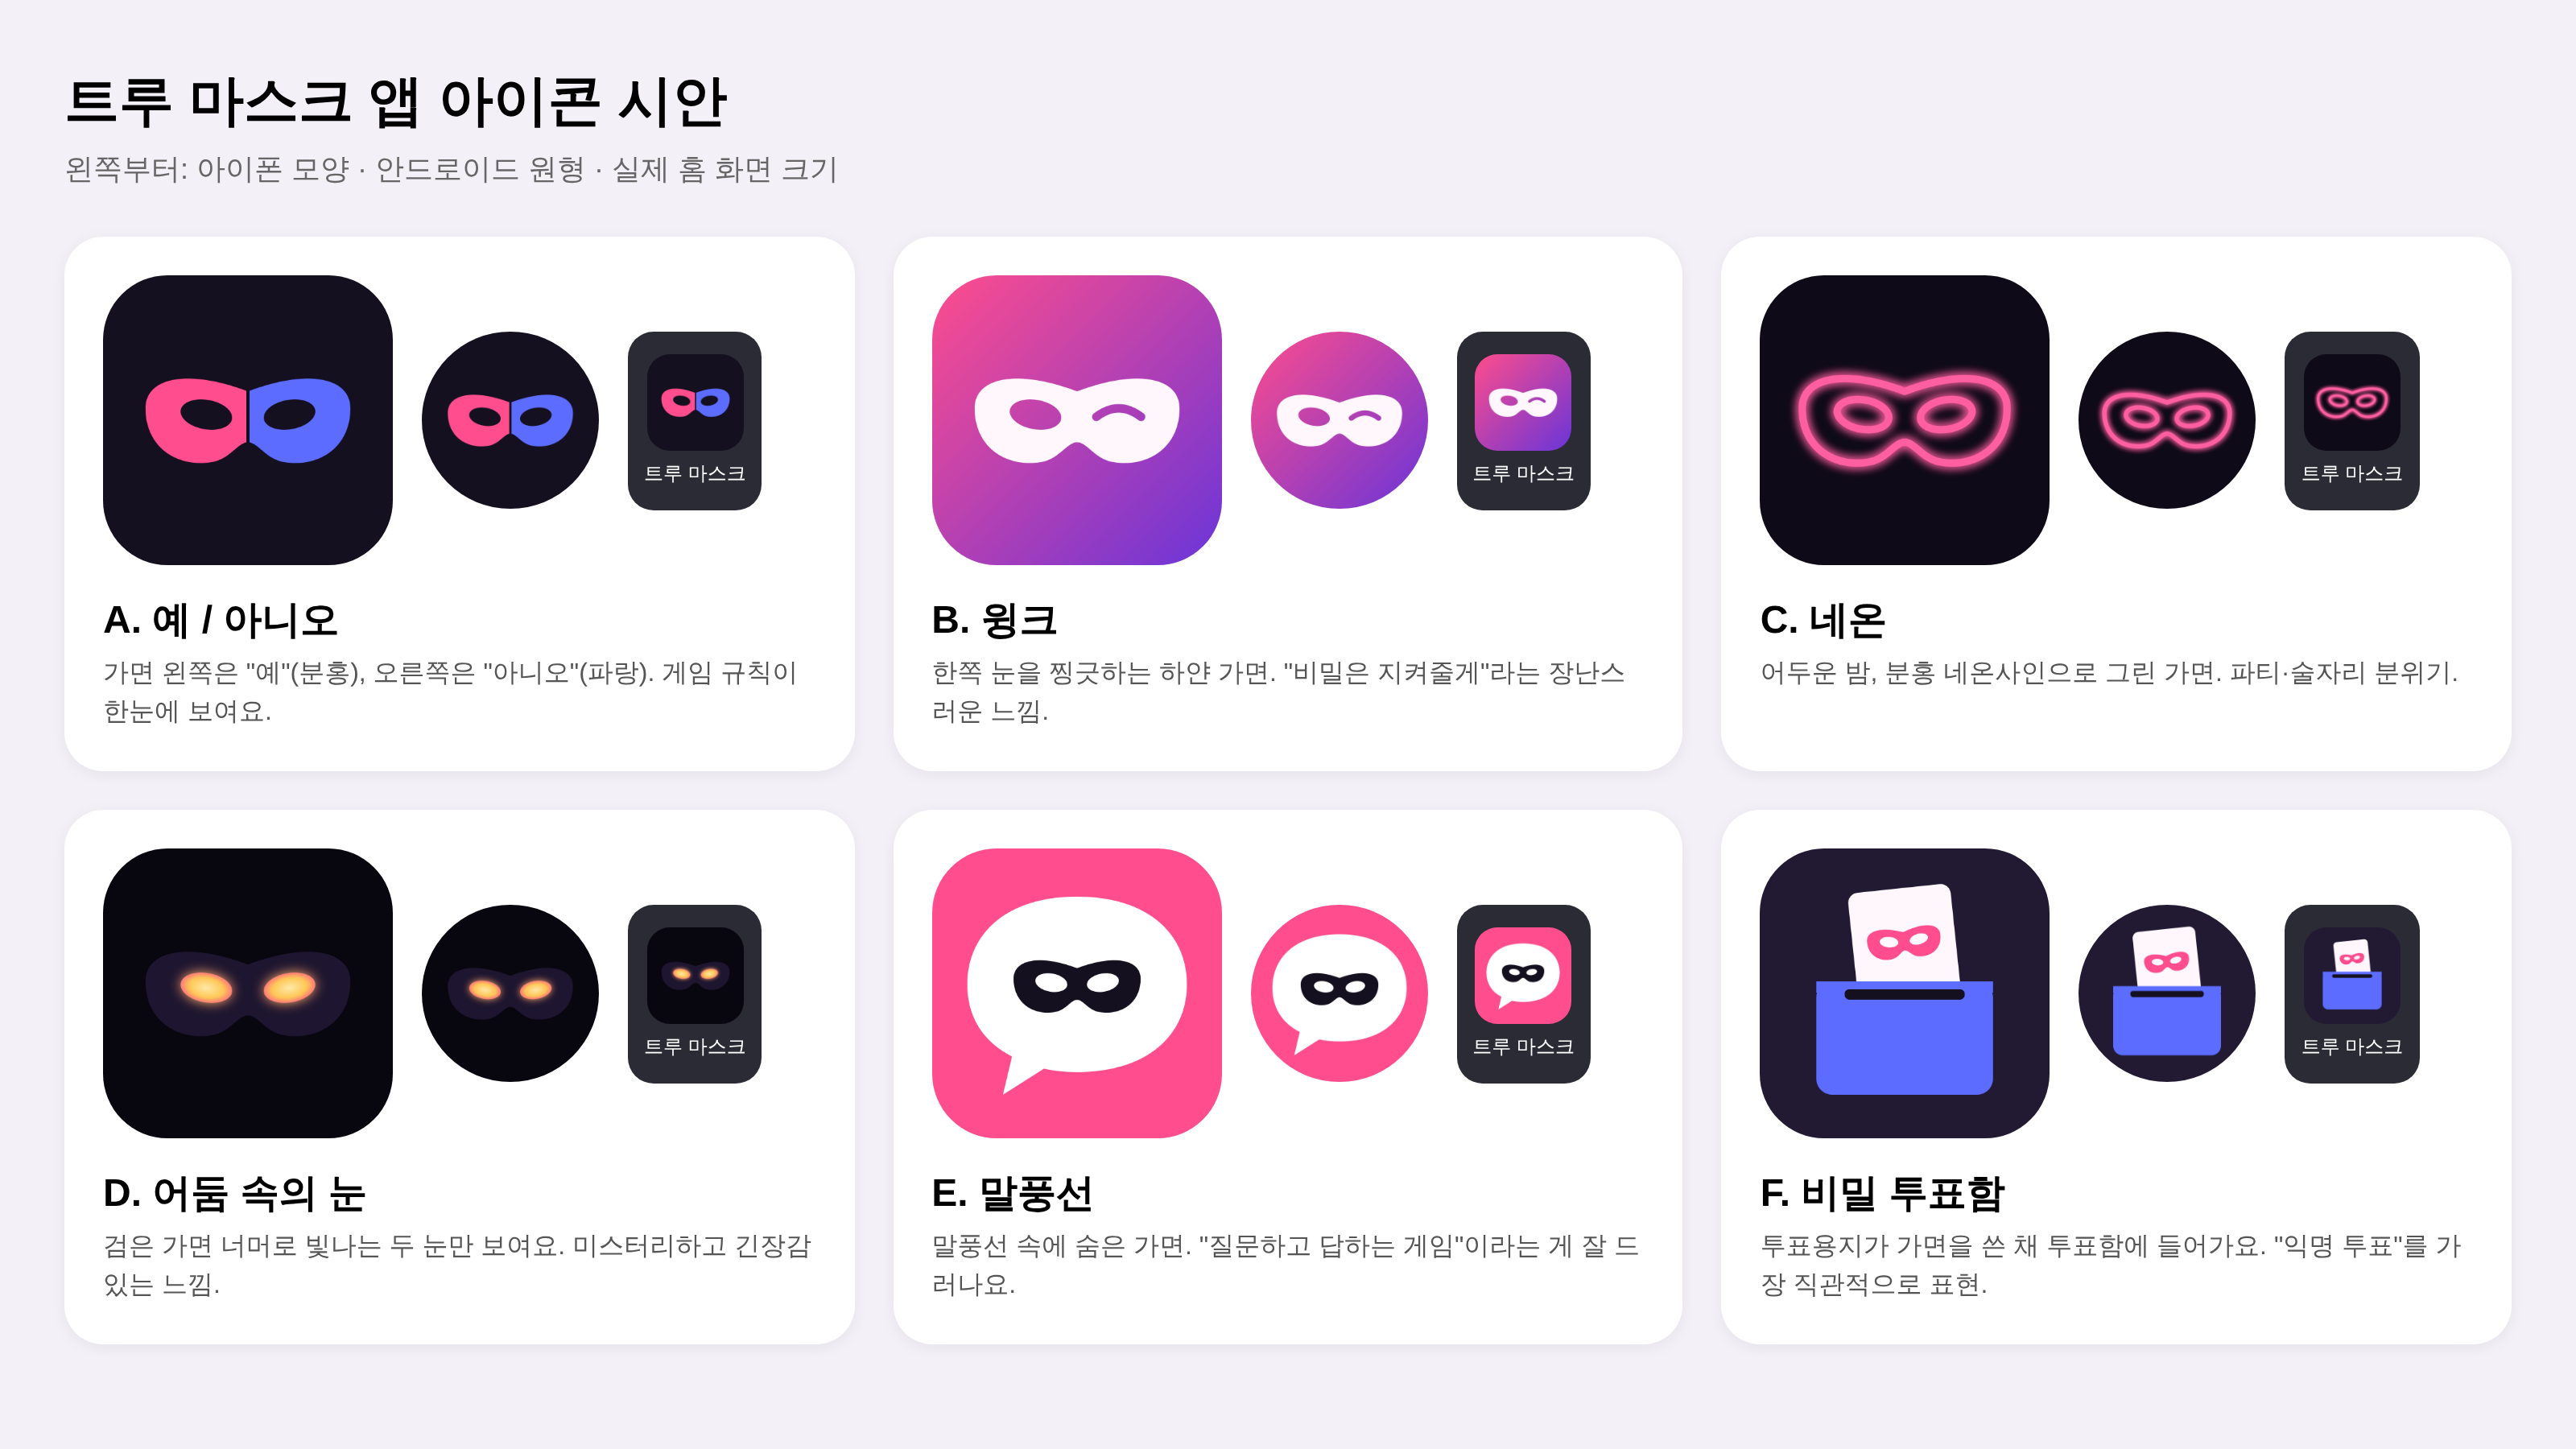 트루 마스크 앱 아이콘 시안
왼쪽부터: 아이폰 모양 · 안드로이드 원형 · 실제 홈 화면 크기
트루 마스크
A. 예 / 아니오
가면 왼쪽은 "예"(분홍), 오른쪽은 "아니오"(파랑). 게임 규칙이
한눈에 보여요.
트루 마스크
B. 윙크
한쪽 눈을 찡긋하는 하얀 가면. "비밀은 지켜줄게"라는 장난스
러운 느낌.
트루 마스크
C. 네온
어두운 밤, 분홍 네온사인으로 그린 가면. 파티·술자리 분위기.
트루 마스크
D. 어둠 속의 눈
검은 가면 너머로 빛나는 두 눈만 보여요. 미스터리하고 긴장감
있는 느낌.
트루 마스크
E. 말풍선
말풍선 속에 숨은 가면. "질문하고 답하는 게임"이라는 게 잘 드
러나요.
트루 마스크
F. 비밀 투표함
투표용지가 가면을 쓴 채 투표함에 들어가요. "익명 투표"를 가
장 직관적으로 표현.